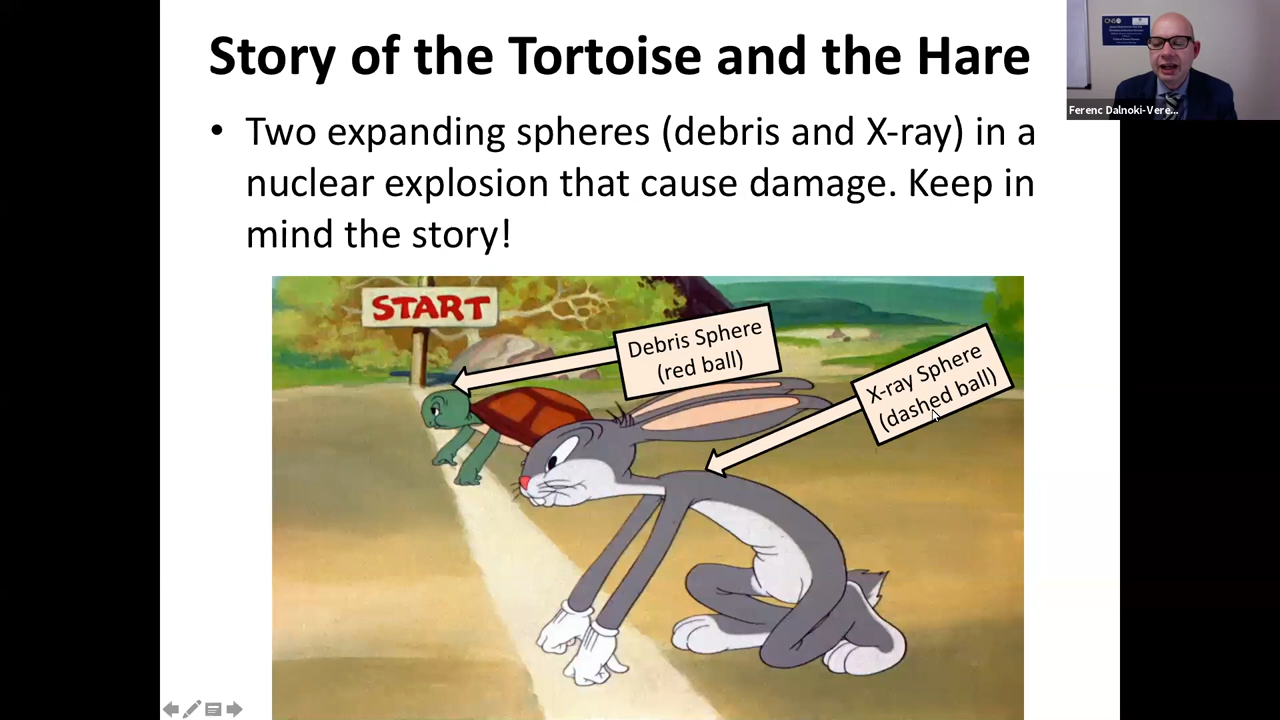 Story of the Tortoise and the Hare
• Two expanding spheres (debris and X-ray) in a
nuclear explosion that cause damage. Keep in
mind the story!
START
Debris Sphere
(red ball)
X-ray Sphere
(dashed ball)
CNS
Ferenc Dalnoki-Vere...